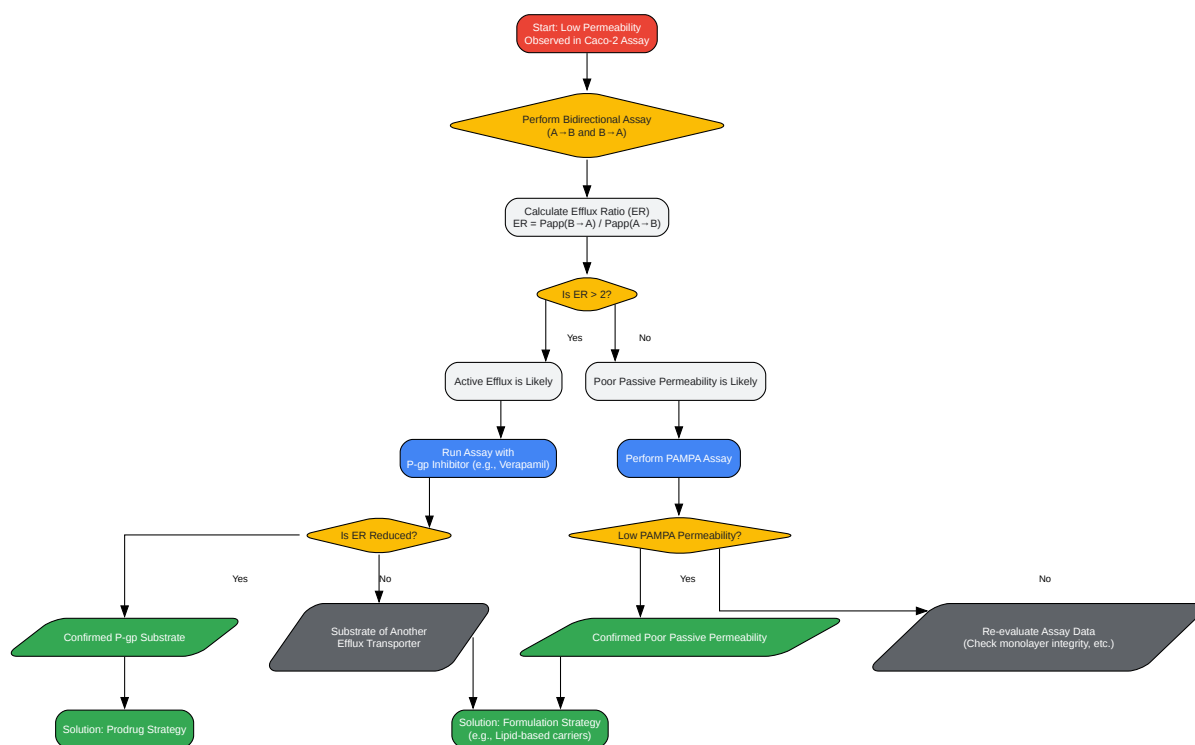 Start: Low Permeability
Observed in Caco-2 Assay
Perform Bidirectional Assay
(A→B and B→A)
Calculate Efflux Ratio (ER)
ER = Papp(B→A) / Papp(A→B)
Is ER > 2?
Yes
No
Active Efflux is Likely
Poor Passive Permeability is Likely
Run Assay with
P-gp Inhibitor (e.g., Verapamil)
Perform PAMPA Assay
Is ER Reduced?
Low PAMPA Permeability?
Yes
No
Yes
No
Confirmed P-gp Substrate
Substrate of Another
Efflux Transporter
Confirmed Poor Passive Permeability
Re-evaluate Assay Data
(Check monolayer integrity, etc.)
Solution: Prodrug Strategy
Solution: Formulation Strategy
(e.g., Lipid-based carriers)